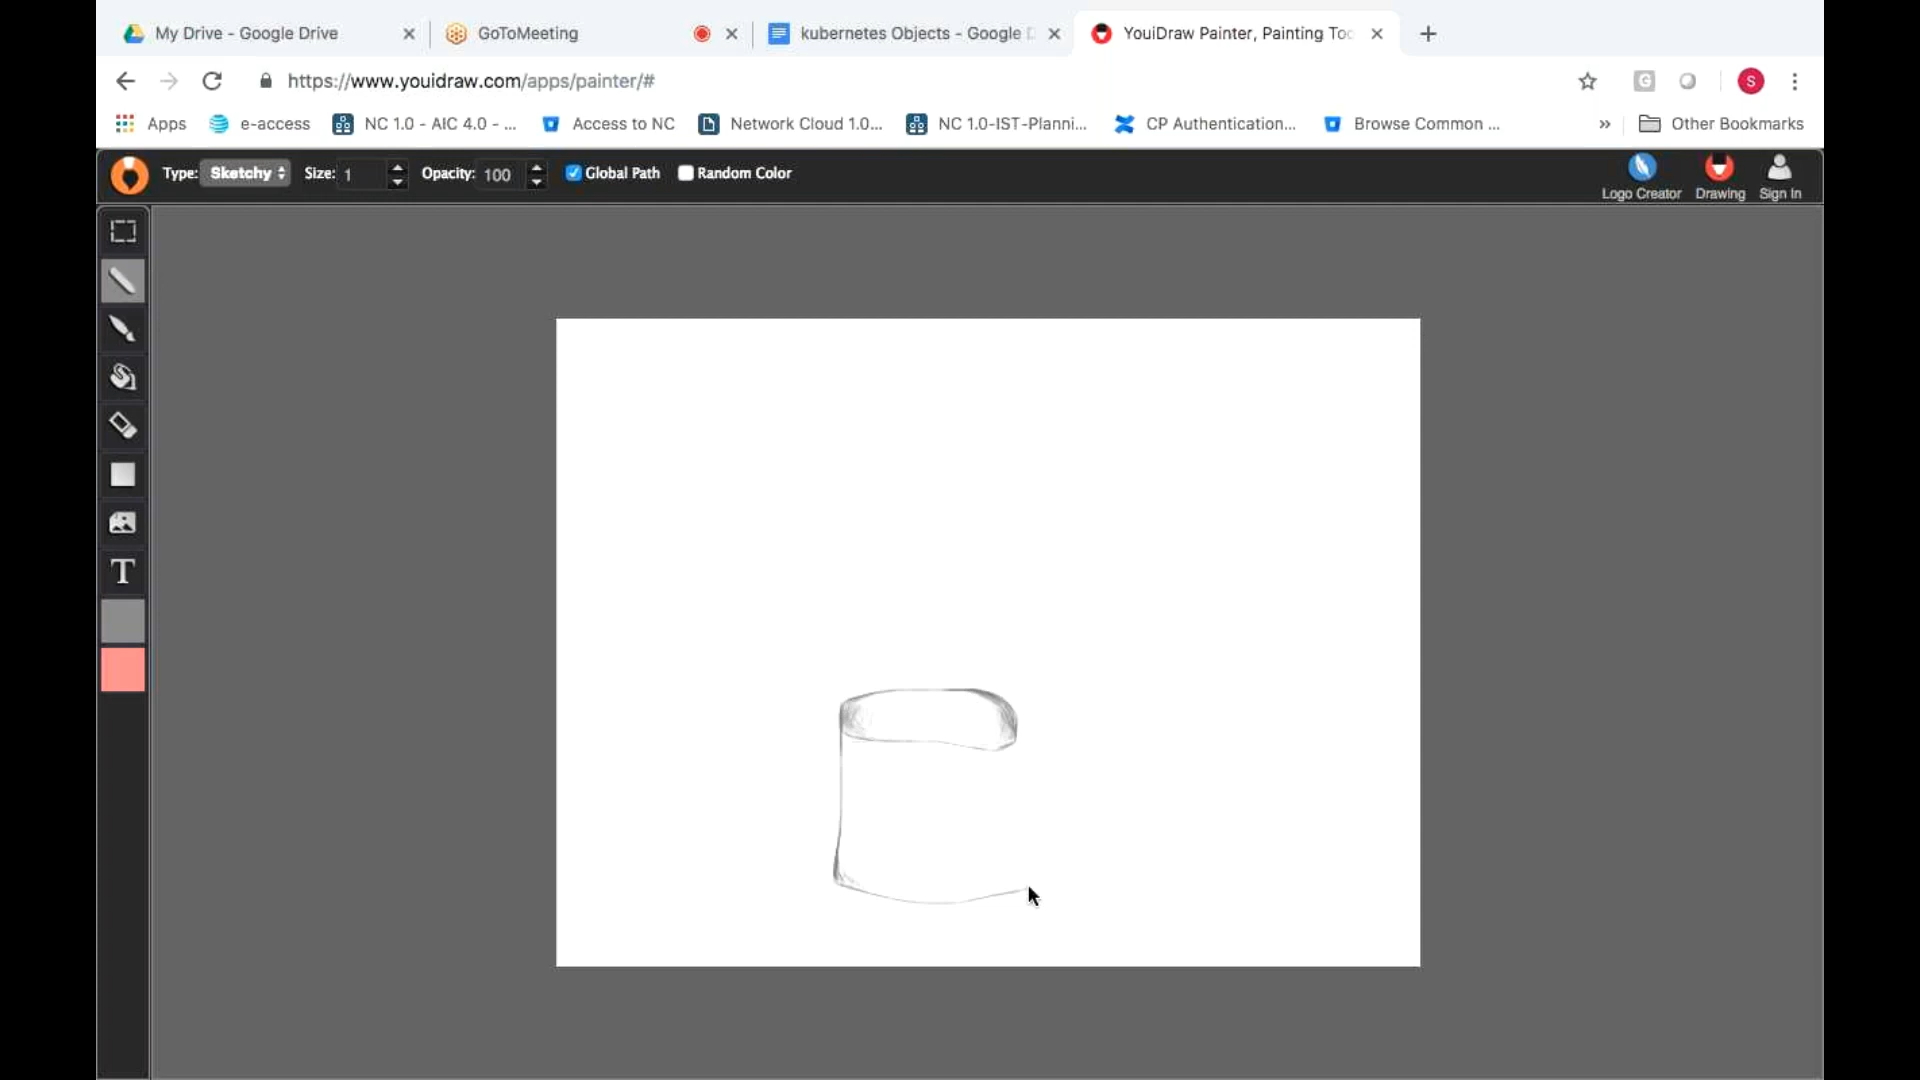 My Drive - Google Drive GoToMeeting kubernetes Objects - Google D YouiDraw Painter, Painting Too
https://www.youidraw.com/apps/painter/# G S
Apps e-access NC 1.0 - AIC 4.0 - ... Access to NC Network Cloud 1.0... NC 1.0-IST-Planni... CP Authentication... Browse Common ... » Other Bookmarks
Type: Sketchy Size: 1 Opacity: 100 Global Path Random Color
Logo Creator Drawing Sign In
T